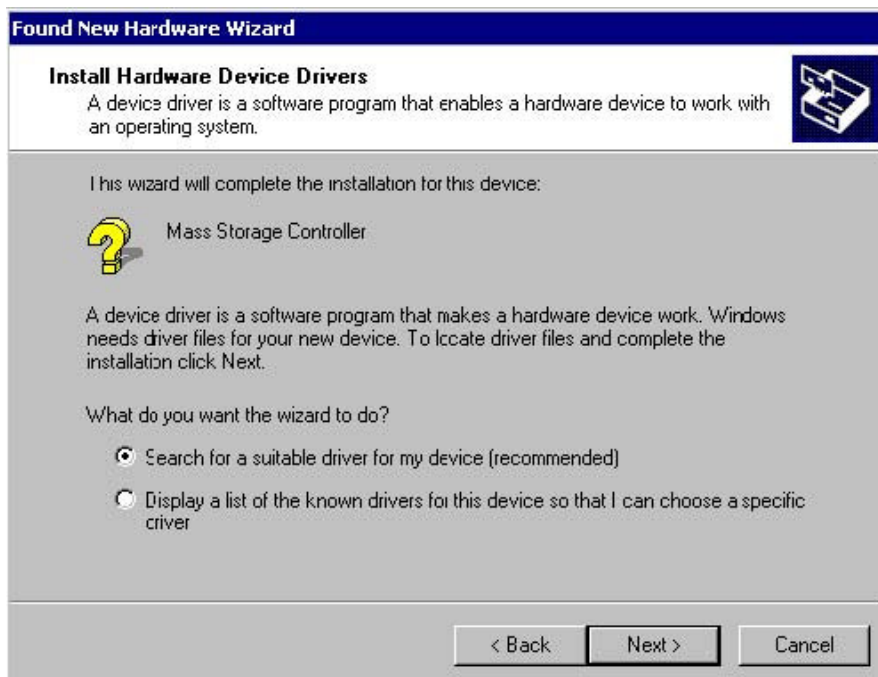 Found New Hardware Wizard
Install Hardware Device Drivers
A device driver is a software program that enables a hardware device to work with
an operating system.
This wizard will complete the installation for this device:
Mass Storage Controller
A device driver is a software program that makes a hardware device work. Windows
needs driver files for your new device. To locate driver files and complete the
installation click Next.
What do you want the wizard to do?
Search for a suitable driver for my device (recommended)
Display a list of the known drivers for this device so that I can choose a specific
driver
< Back
Next >
Cancel